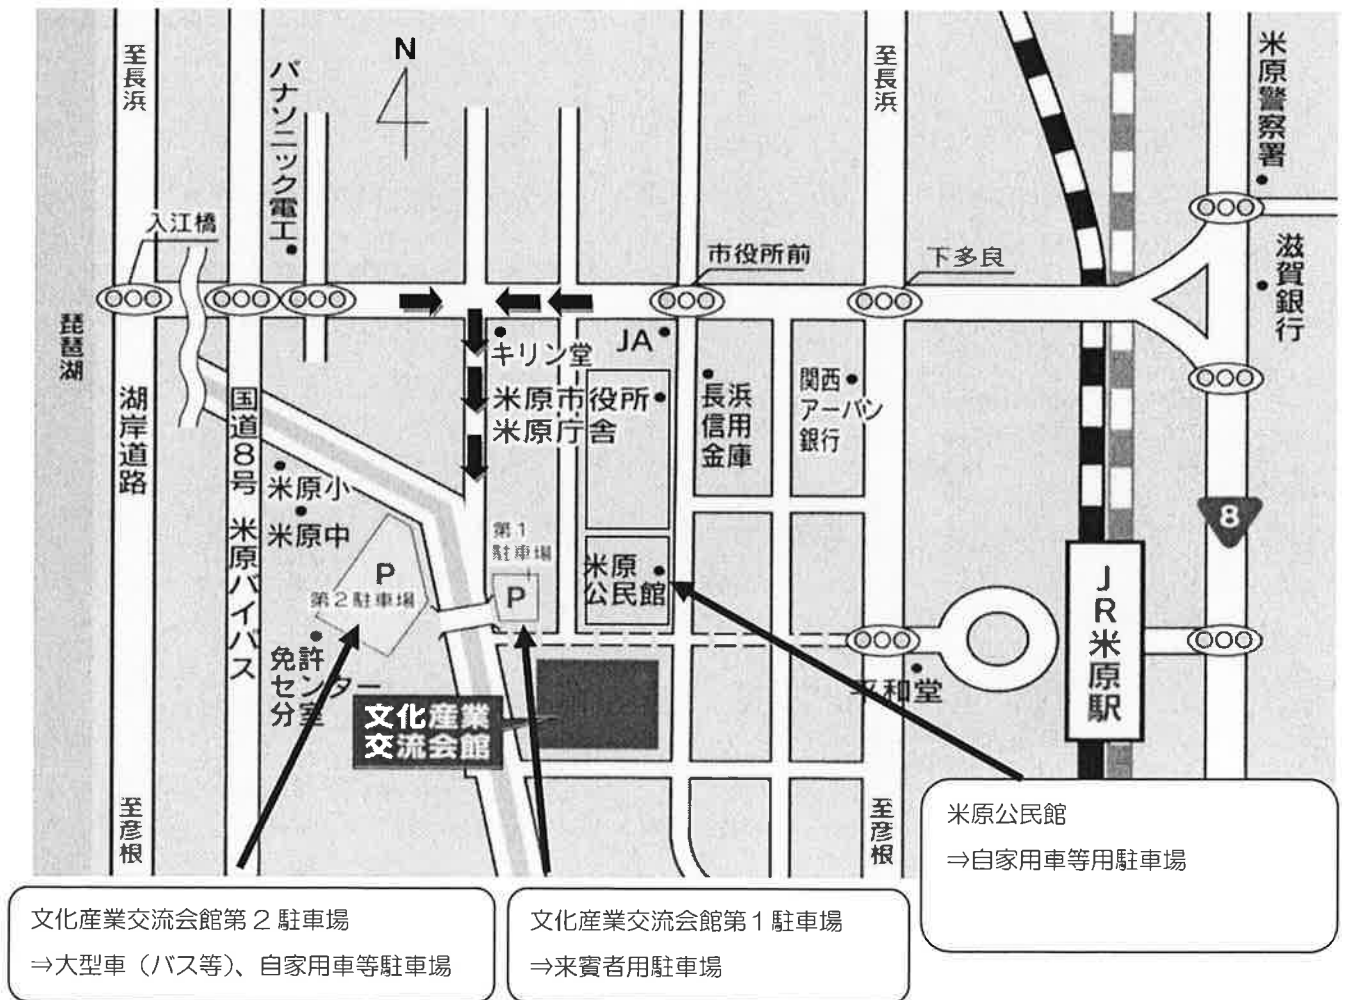 N
至長浜
パナソニック電工
至長浜
米原警察署
入江橋
市役所前
下多良
滋賀銀行
琵琶湖
キリン堂
JA
湖岸道路
国道8号 米原バイパス
米原市役所
米原庁舎
長浜
信用
金庫
関西
アーバン
銀行
米原小
米原中
8
第1
駐車場
P
P
第2駐車場
米原
公民館
JR米原駅
免許
センター
分室
平和堂
文化産業
交流会館
至彦根
至彦根
米原公民館
⇒自家用車等用駐車場
文化産業交流会館第2駐車場
⇒大型車（バス等）、自家用車等駐車場
文化産業交流会館第1駐車場
⇒来賓者用駐車場